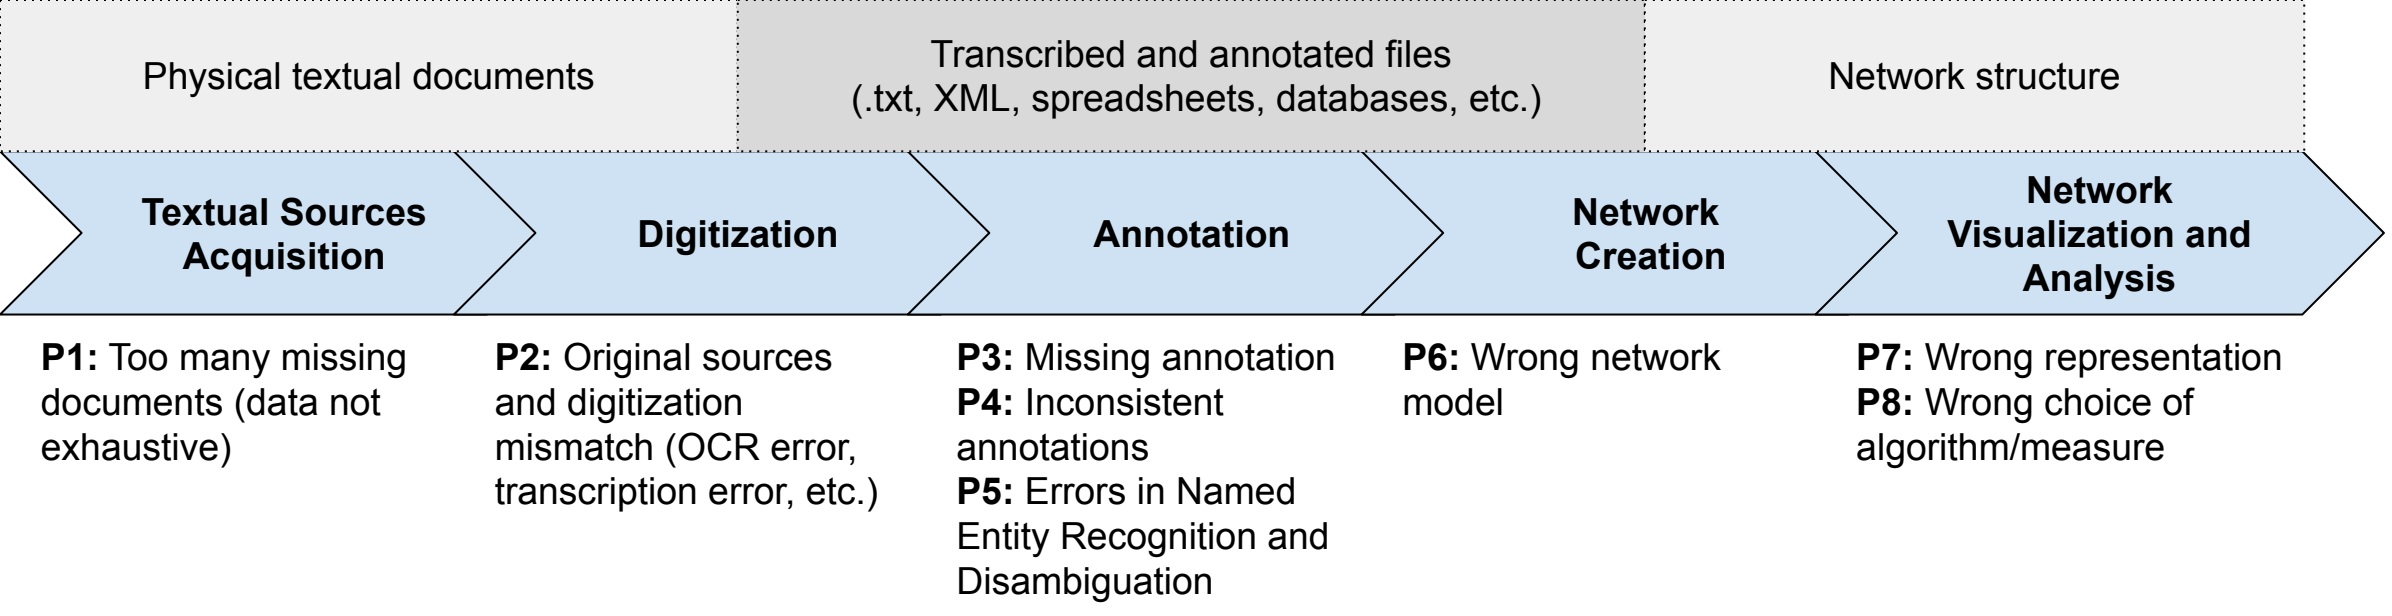 Physical textual documents
Transcribed and annotated files
(.txt, XML, spreadsheets, databases, etc.)
Network structure
Textual Sources
Acquisition
Digitization
Annotation
Network
Creation
Network
Visualization and
Analysis
P1: Too many missing
documents (data not
exhaustive)
P2: Original sources
and digitization
mismatch (OCR error,
transcription error, etc.)
P3: Missing annotation
P4: Inconsistent
annotations
P5: Errors in Named
Entity Recognition and
Disambiguation
P6: Wrong network
model
P7: Wrong representation
P8: Wrong choice of
algorithm/measure